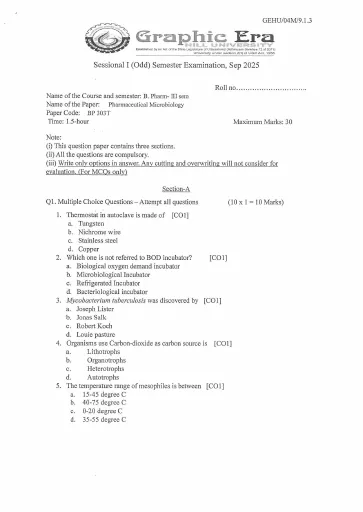 GEHU/04M/9.1.3
Graphic Era
HILL UNIVERSITY
Sessional I (Odd) Semester Examination, Sep 2025
Roll no..............................
Name of the Course and semester: B. Pharm- III sem
Name of the Paper: Pharmaceutical Microbiology
Paper Code: BP 303T
Time: 1.5-hour Maximum Marks: 30
Note:
(i) This question paper contains three sections.
(ii) All the questions are compulsory.
(iii) Write only options in answer. Any cutting and overwriting will not consider for
evaluation. (For MCQs only)
Section-A
Q1. Multiple Choice Questions – Attempt all questions (10 x 1 = 10 Marks)
1. Thermostat in autoclave is made of [CO1]
a. Tungsten
b. Nichrome wire
c. Stainless steel
d. Copper
2. Which one is not referred to BOD incubator? [CO1]
a. Biological oxygen demand incubator
b. Microbiological Incubator
c. Refrigerated Incubator
d. Bacteriological incubator
3. Mycobacterium tuberculosis was discovered by [CO1]
a. Joseph Lister
b. Jonas Salk
c. Robert Koch
d. Louie pasture
4. Organisms use Carbon-dioxide as carbon source is [CO1]
a. Lithotrophs
b. Organotrophs
c. Heterotrophs
d. Autotrophs
5. The temperature range of mesophiles is between [CO1]
a. 15-45 degree C
b. 40-75 degree C
c. 0-20 degree C
d. 35-55 degree C